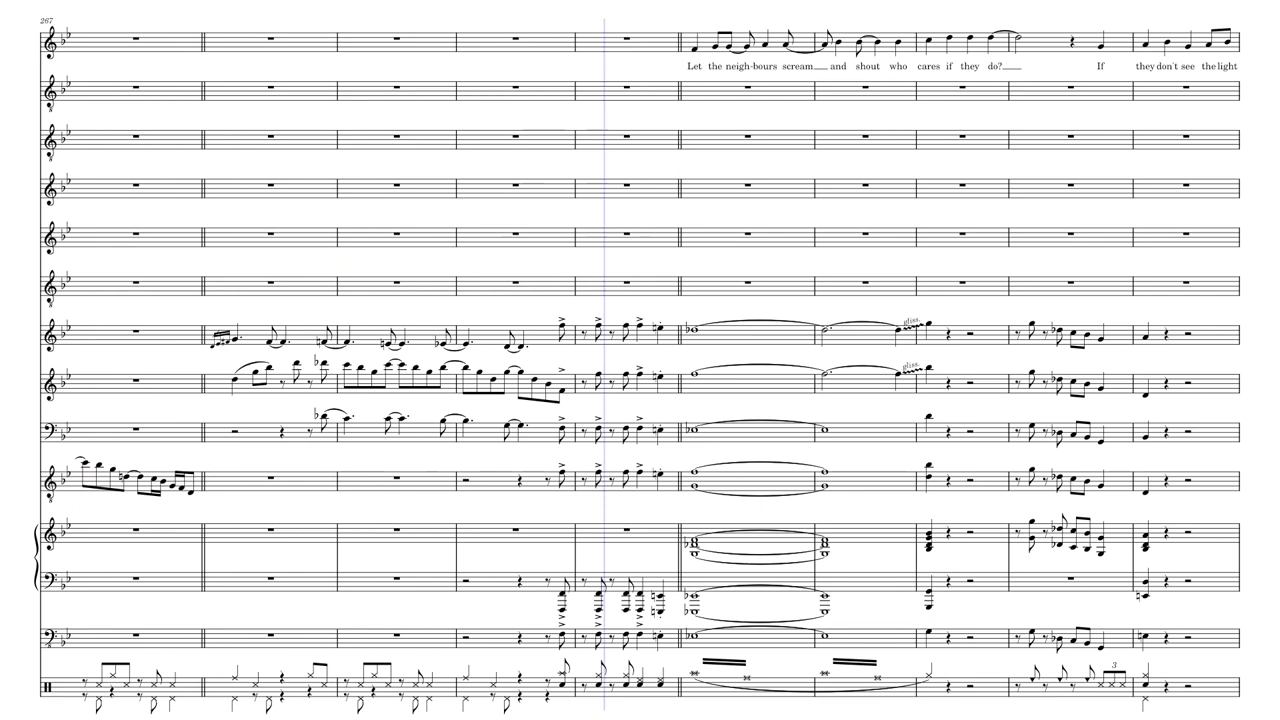 267
Let the neigh-bours scream and shout who cares if they do? If they don't see the light
gliss.
gliss.
3